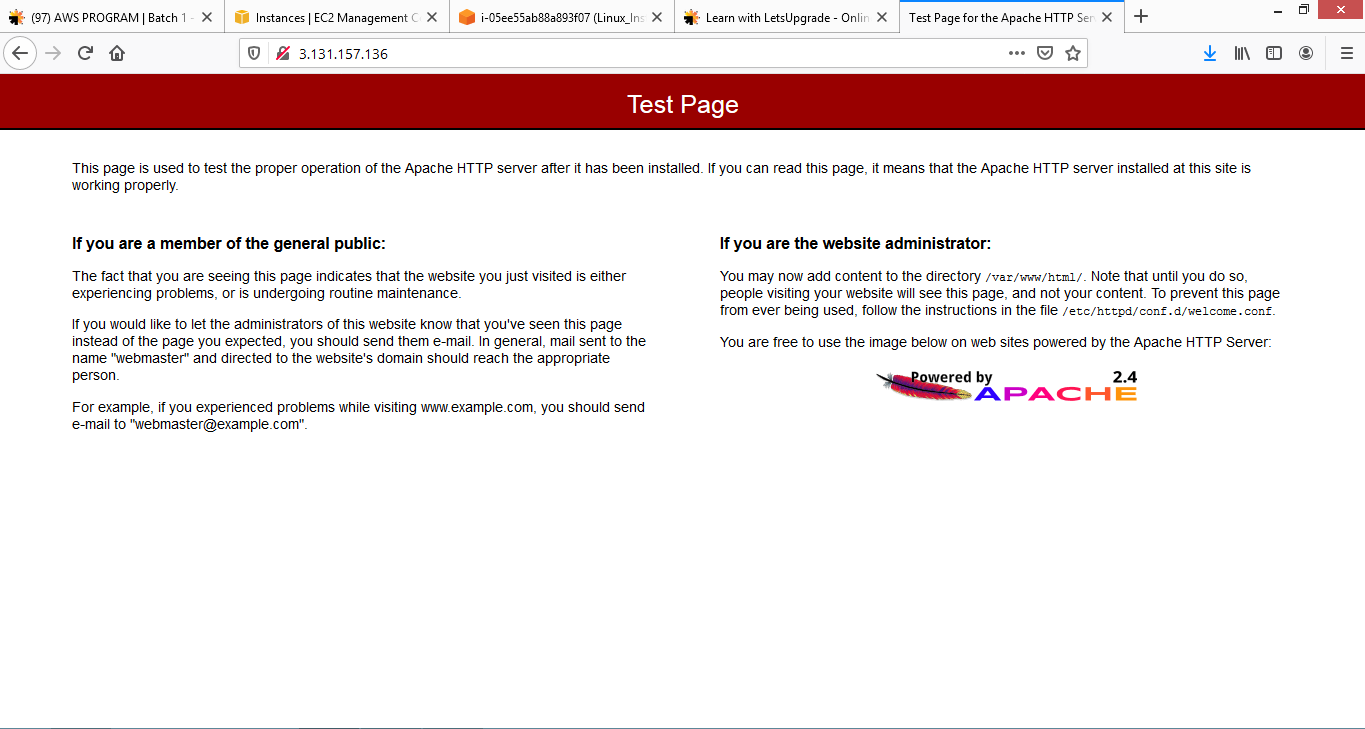 (97) AWS PROGRAM | Batch 1 -
Instances | EC2 Management C
i-05ee55ab88a893f07 (Linux_Ins
Learn with LetsUpgrade - Onlin
Test Page for the Apache HTTP Ser
3.131.157.136
Test Page
This page is used to test the proper operation of the Apache HTTP server after it has been installed. If you can read this page, it means that the Apache HTTP server installed at this site is
working properly.
If you are a member of the general public:
The fact that you are seeing this page indicates that the website you just visited is either
experiencing problems, or is undergoing routine maintenance.
If you would like to let the administrators of this website know that you've seen this page
instead of the page you expected, you should send them e-mail. In general, mail sent to the
name "webmaster" and directed to the website's domain should reach the appropriate
person.
For example, if you experienced problems while visiting www.example.com, you should send
e-mail to "webmaster@example.com".
If you are the website administrator:
You may now add content to the directory /var/www/html/. Note that until you do so,
people visiting your website will see this page, and not your content. To prevent this page
from ever being used, follow the instructions in the file /etc/httpd/conf.d/welcome.conf.
You are free to use the image below on web sites powered by the Apache HTTP Server:
Powered by 2.4
APACHE